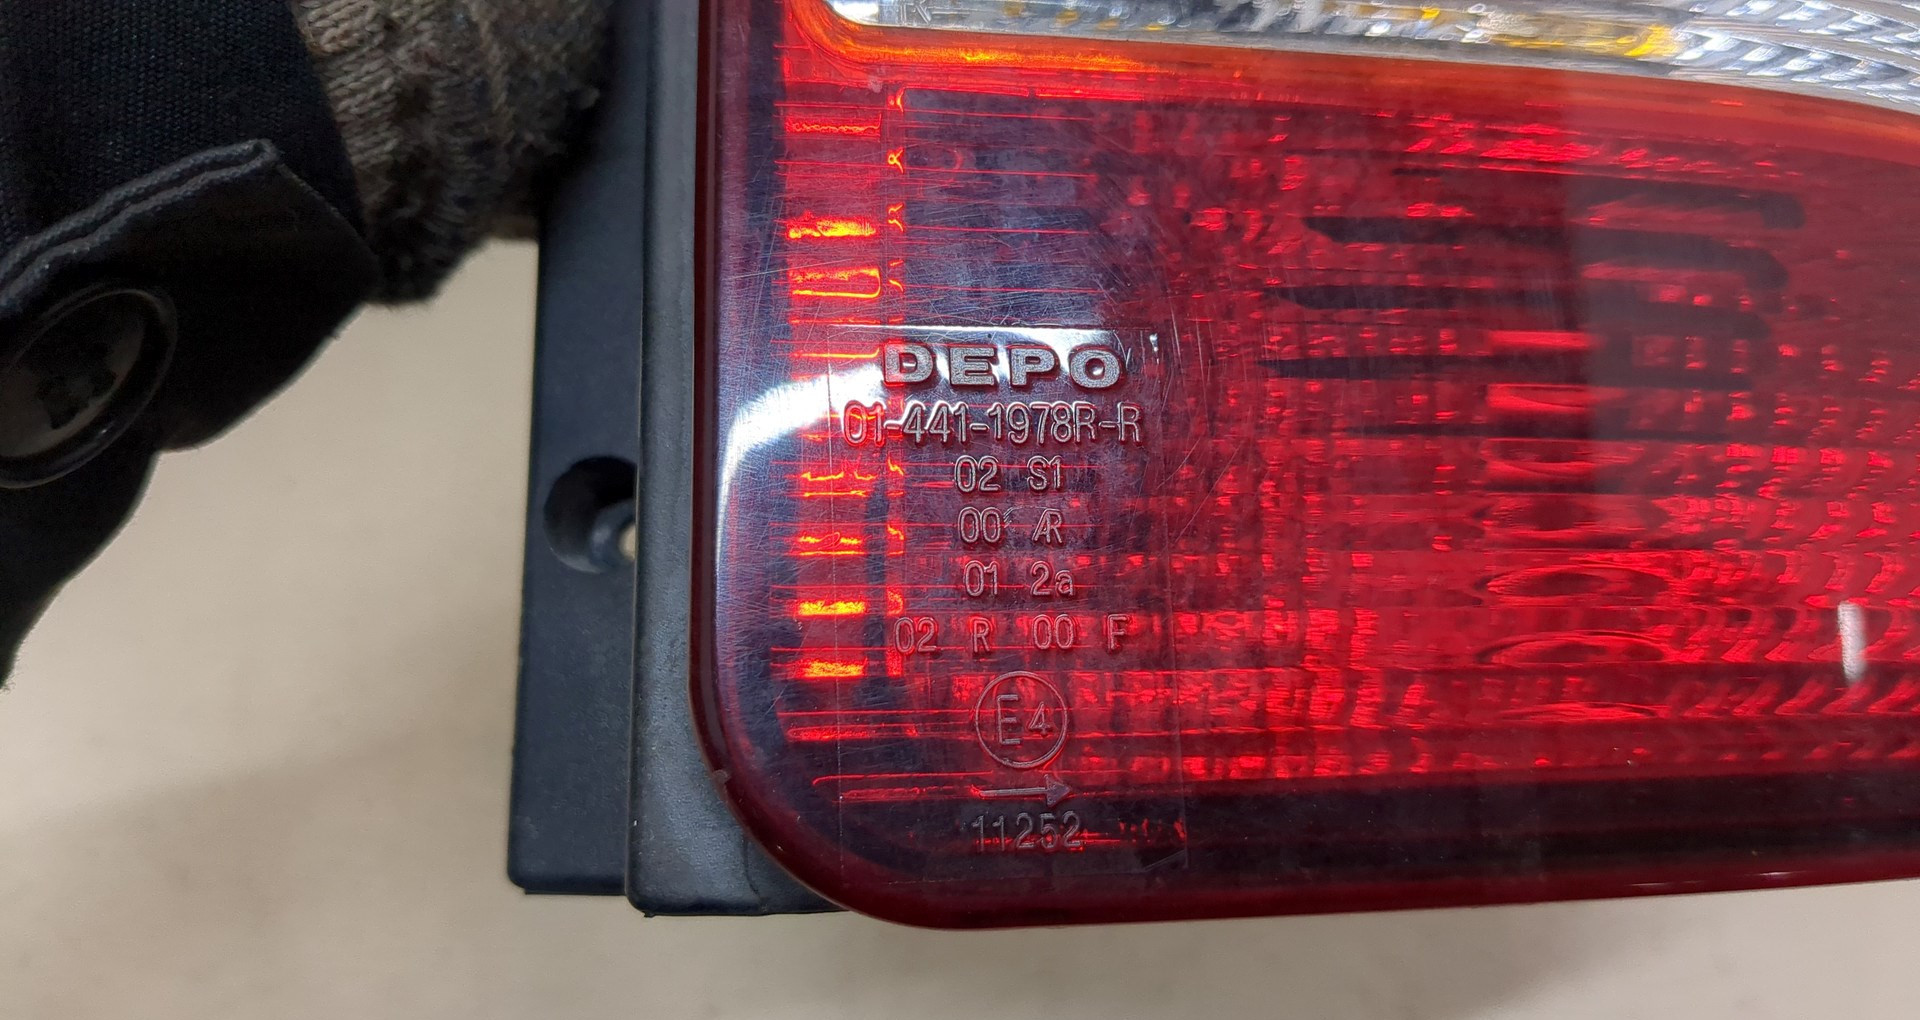 DEPO
01-441-1978R-R
02 S1
00 AR
01 2a
02 R 00 F
E4
11252